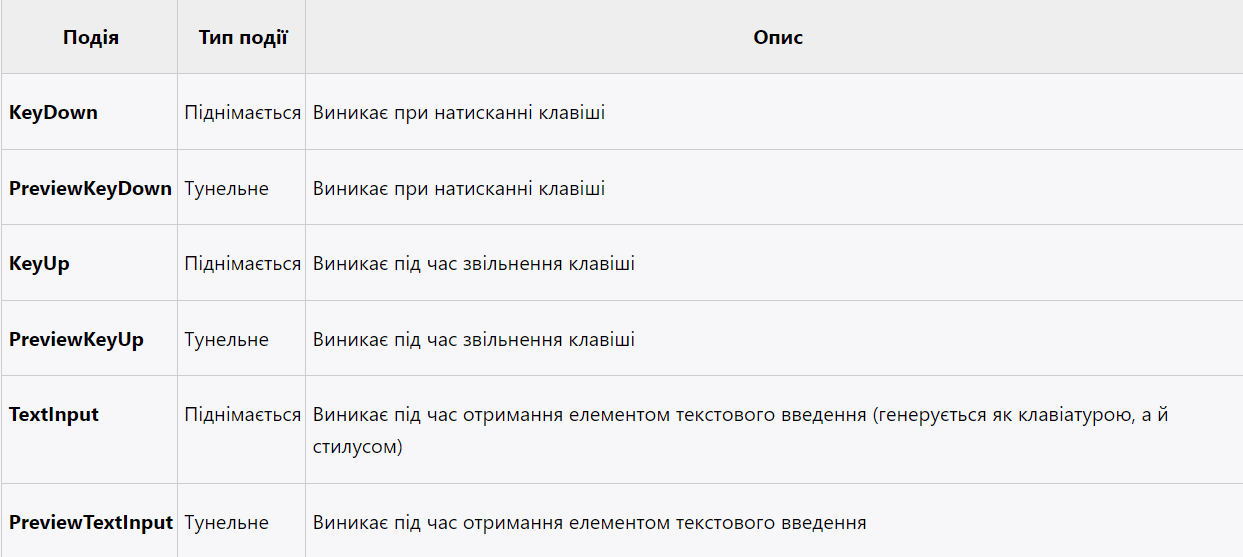 Подія Тип події Опис
KeyDown Піднімається Виникає при натисканні клавіші
PreviewKeyDown Тунельне Виникає при натисканні клавіші
KeyUp Піднімається Виникає під час звільнення клавіші
PreviewKeyUp Тунельне Виникає під час звільнення клавіші
TextInput Піднімається Виникає під час отримання елементом текстового введення (генерується як клавіатурою, а й
стилусом)
PreviewTextInput Тунельне Виникає під час отримання елементом текстового введення